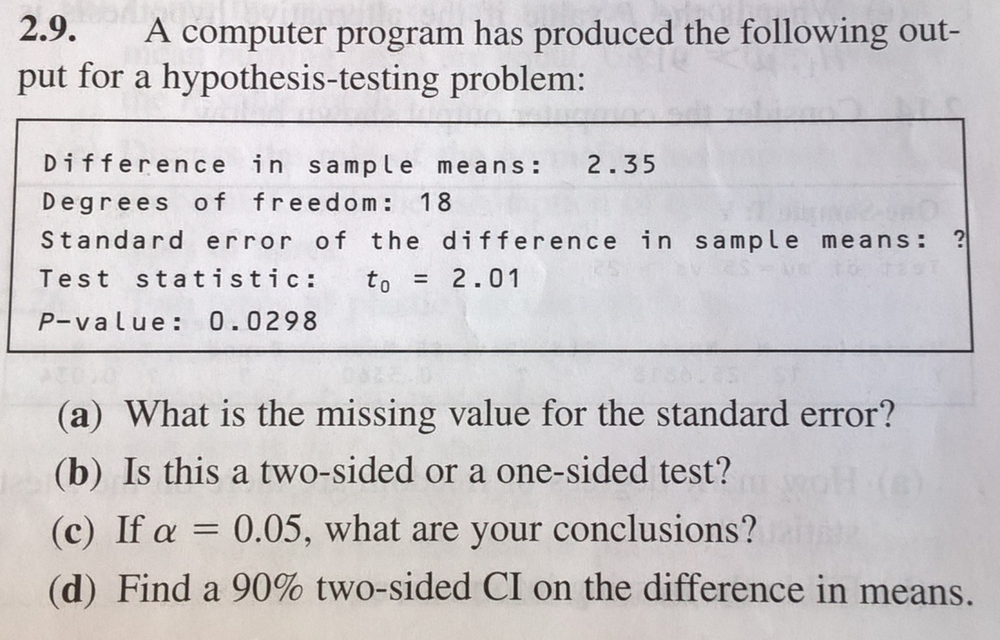 2.9. A computer program has produced the following out-
put for a hypothesis-testing problem:
Difference in sample means: 2.35
Degrees of freedom: 18
Standard error of the difference in sample means: ?
Test statistic: t₀ = 2.01
P-value: 0.0298
(a) What is the missing value for the standard error?
(b) Is this a two-sided or a one-sided test?
(c) If α = 0.05, what are your conclusions?
(d) Find a 90% two-sided CI on the difference in means.